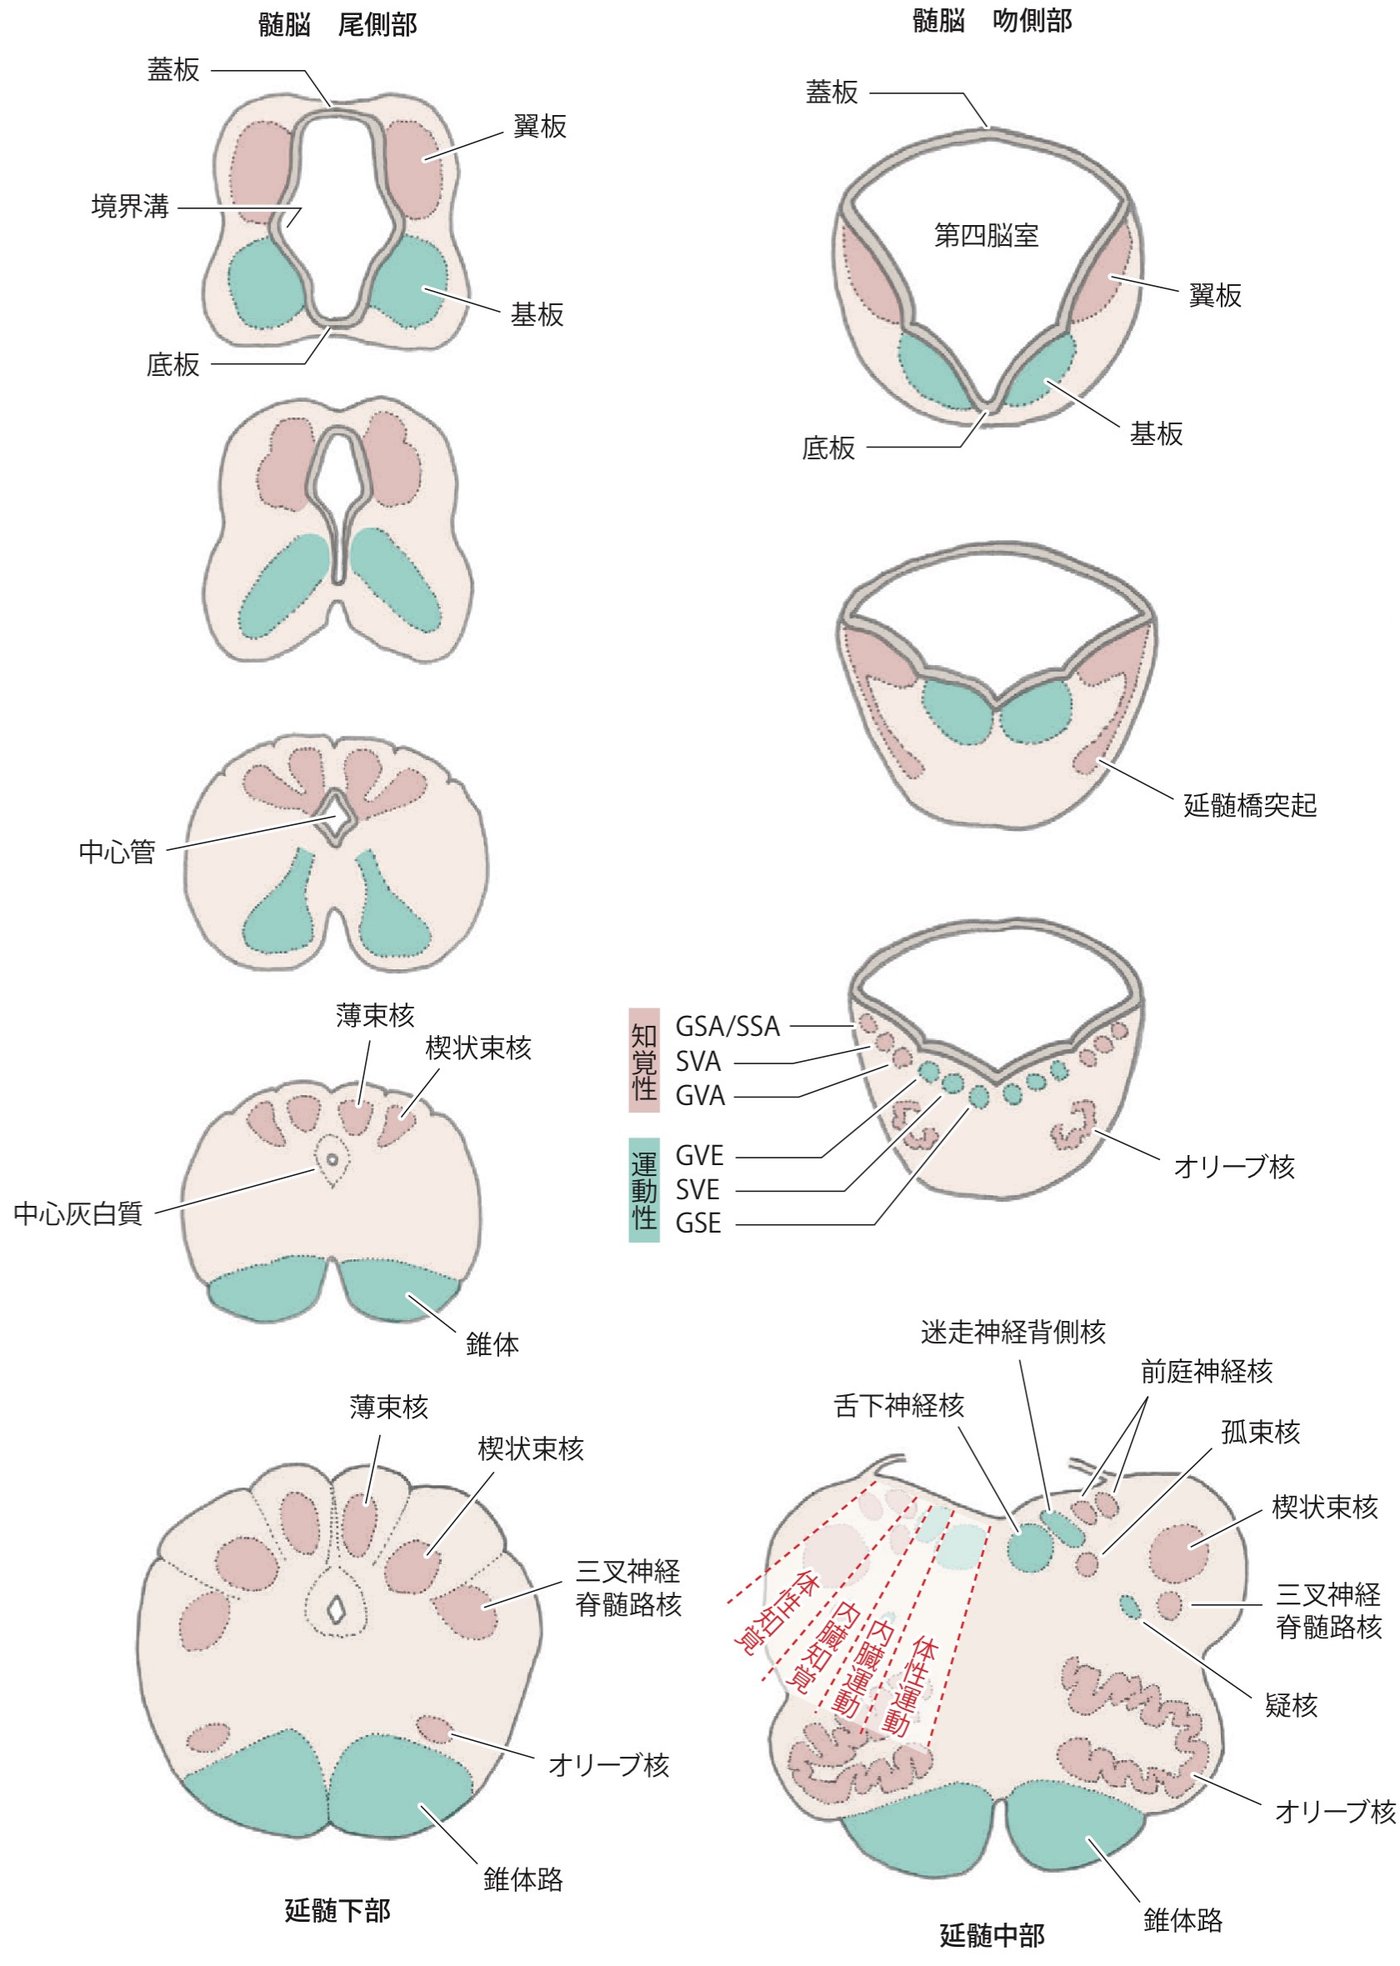 髄脳　尾側部
蓋板
翼板
境界溝
基板
底板
中心管
薄束核
楔状束核
中心灰白質
錐体
薄束核
楔状束核
三叉神経
脊髄路核
オリーブ核
錐体路
延髄下部
髄脳　吻側部
蓋板
第四脳室
翼板
基板
底板
延髄橋突起
知覚性
GSA/SSA
SVA
GVA
運動性
GVE
SVE
GSE
オリーブ核
迷走神経背側核
前庭神経核
舌下神経核
孤束核
楔状束核
三叉神経
脊髄路核
疑核
体性知覚
内臓知覚
内臓運動
体性運動
オリーブ核
錐体路
延髄中部